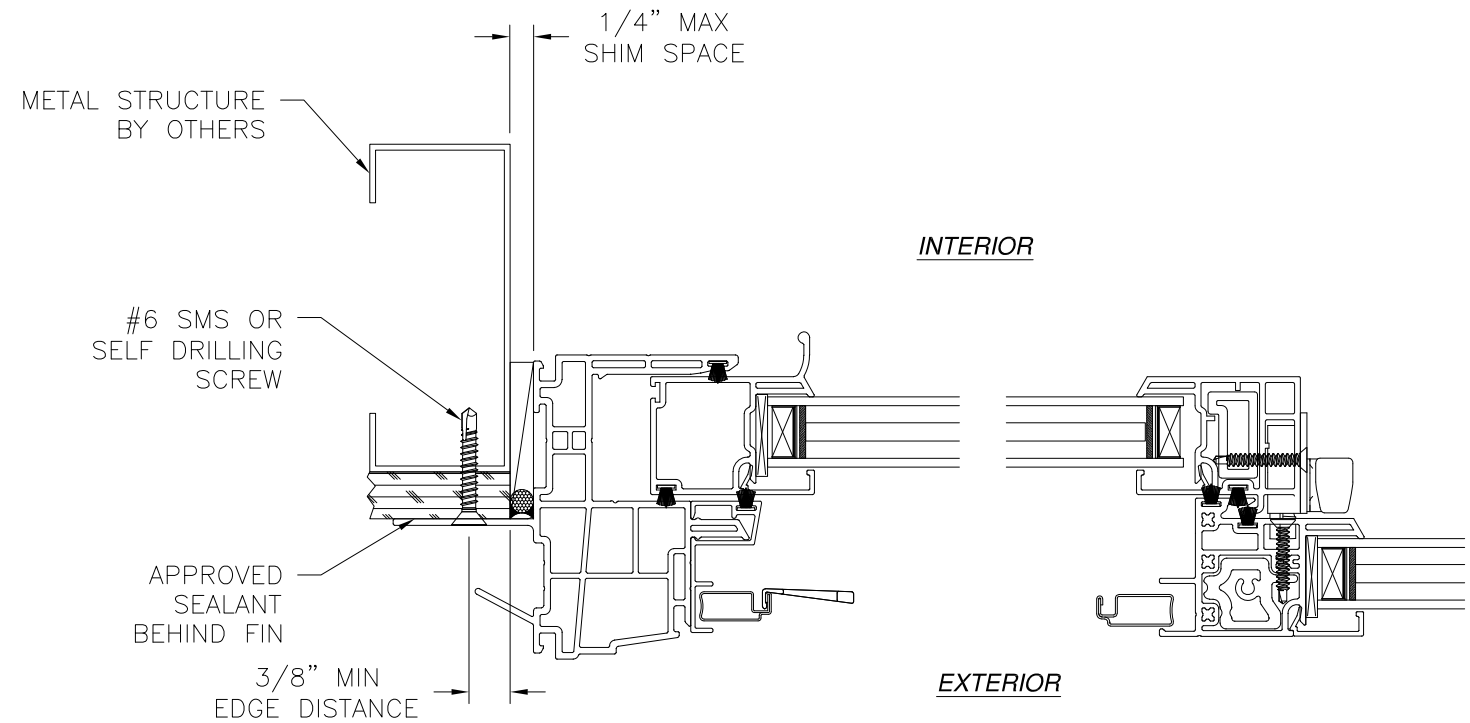 1/4” MAX
SHIM SPACE
METAL STRUCTURE
BY OTHERS
INTERIOR
#6 SMS OR
SELF DRILLING
SCREW
APPROVED
SEALANT
BEHIND FIN
3/8” MIN
EDGE DISTANCE
EXTERIOR